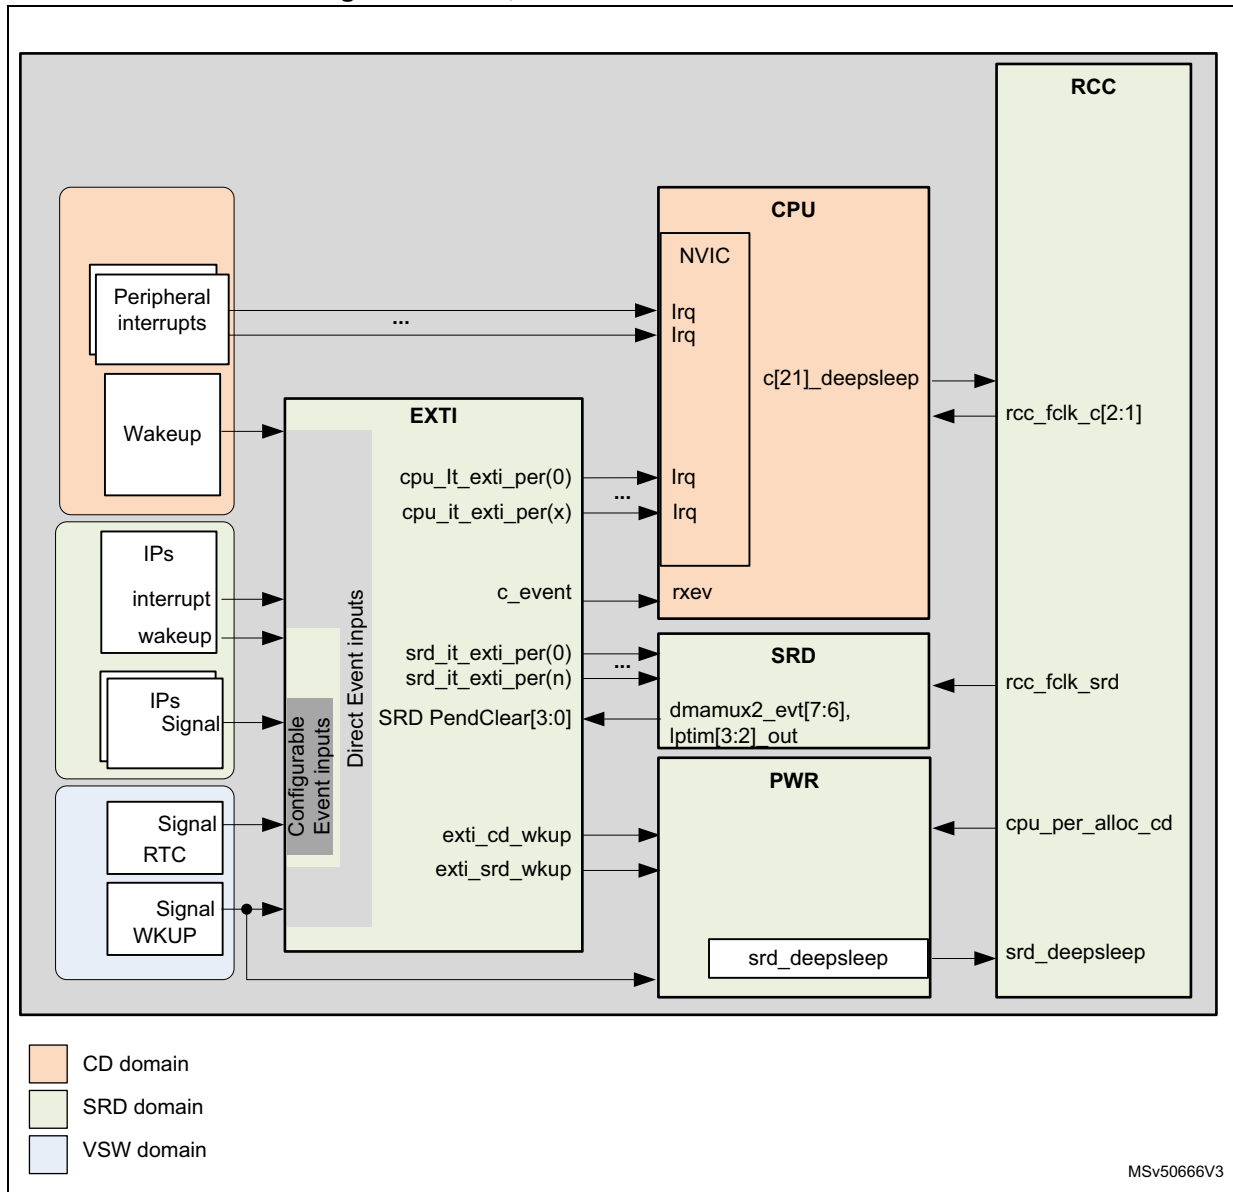 RCC
CPU
NVIC
Peripheral
interrupts
...
Irq
Irq
c[21]_deepsleep
rcc_fclk_c[2:1]
Wakeup
EXTI
cpu_It_exti_per(0)
...
Irq
cpu_it_exti_per(x)
Irq
IPs
interrupt
wakeup
c_event
rxev
Direct Event inputs
srd_it_exti_per(0)
...
srd_it_exti_per(n)
SRD
rcc_fclk_srd
IPs
Signal
Configurable
Event inputs
SRD PendClear[3:0]
dmamux2_evt[7:6],
lptim[3:2]_out
PWR
Signal
RTC
exti_cd_wkup
exti_srd_wkup
cpu_per_alloc_cd
Signal
WKUP
srd_deepsleep
srd_deepsleep
CD domain
SRD domain
VSW domain
MSv50666V3